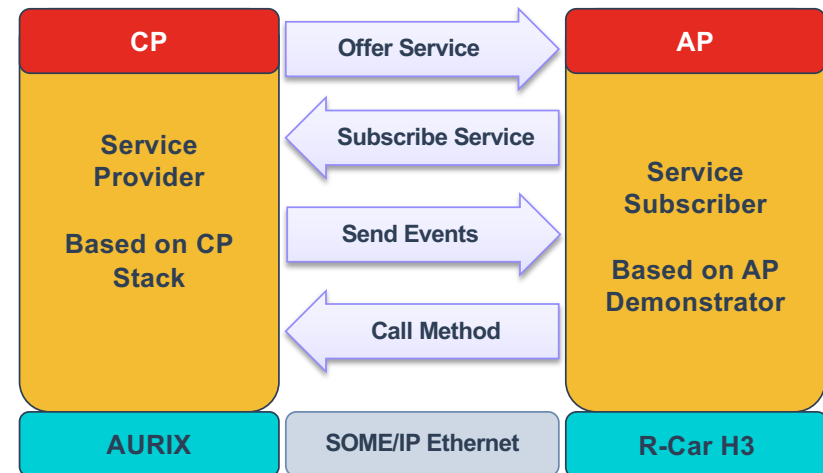 CP
Offer Service
AP
Subscribe Service
Service
Provider
Based on CP
Stack
Service
Subscriber
Based on AP
Demonstrator
Send Events
Call Method
AURIX
SOME/IP Ethernet
R-Car H3